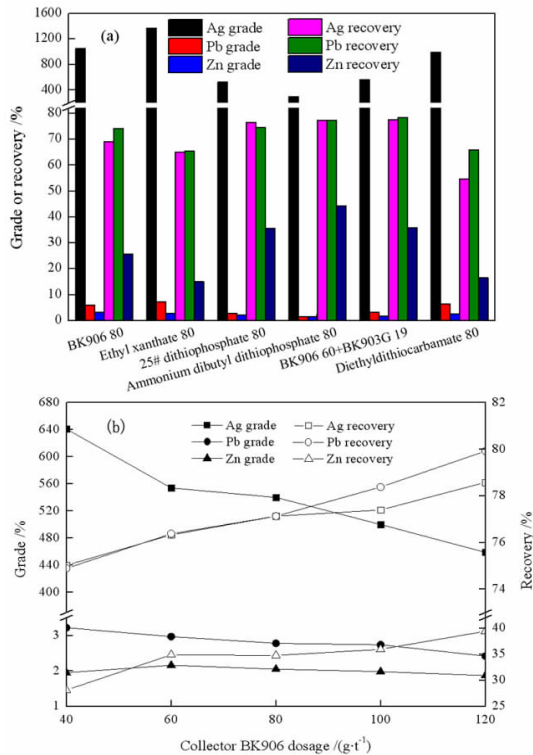 (a)
Ag grade
Pb grade
Zn grade
Ag recovery
Pb recovery
Zn recovery
Grade or recovery /%
1600
1200
800
400
80
70
60
50
40
30
20
10
0
BK906 80
Ethyl xanthate 80
25# dithiophosphate 80
Ammonium dibutyl dithiophosphate 80
BK906 60+BK903G 19
Diethyldithiocarbamate 80
(b)
Ag grade
Pb grade
Zn grade
Ag recovery
Pb recovery
Zn recovery
Grade /%
680
640
600
560
520
480
440
400
3
2
1
Recovery /%
82
80
78
76
74
40
35
30
25
40
60
80
100
120
Collector BK906 dosage /(g·t⁻¹)